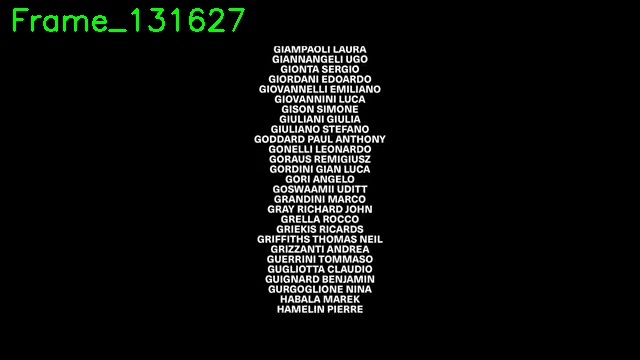 Frame_131627
GIAMPAOLI LAURA
GIANNANGELI UGO
GIONTA SERGIO
GIORDANI EDOARDO
GIOVANNELLI EMILIANO
GIOVANNINI LUCA
GISON SIMONE
GIULIANI GIULIA
GIULIANO STEFANO
GODDARD PAUL ANTHONY
GONELLI LEONARDO
GORAUS REMIGIUSZ
GORDINI GIAN LUCA
GORI ANGELO
GOSWAAMII UDITT
GRANDINI MARCO
GRAY RICHARD JOHN
GRELLA ROCCO
GRIEKIS RICARDS
GRIFFITHS THOMAS NEIL
GRIZZANTI ANDREA
GUERRINI TOMMASO
GUGLIOTTA CLAUDIO
GUIGNARD BENJAMIN
GURGOGLIONE NINA
HABALA MAREK
HAMELIN PIERRE